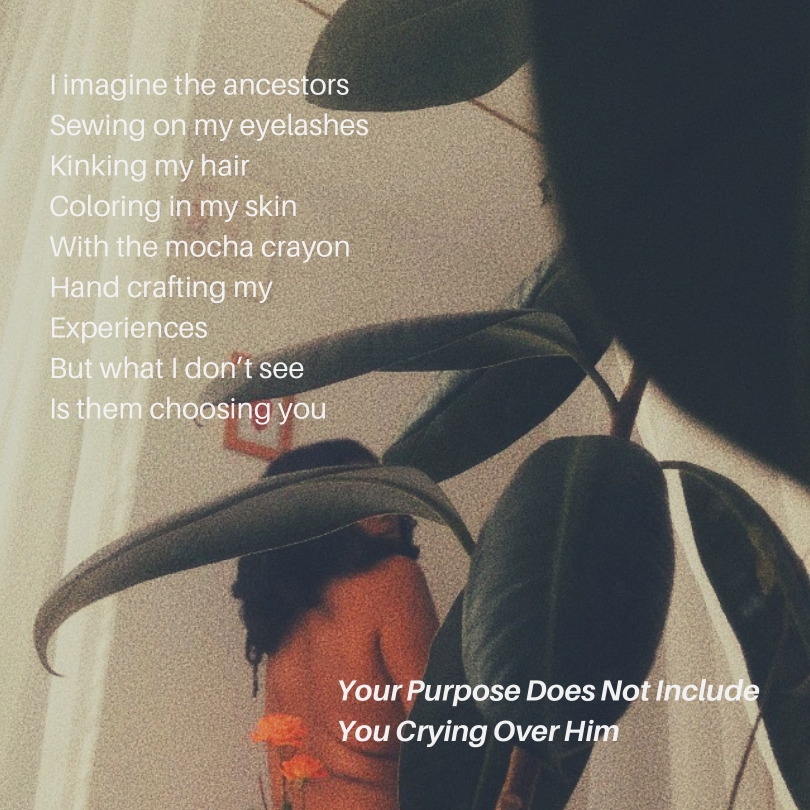 I imagine the ancestors
Sewing on my eyelashes
Kinking my hair
Coloring in my skin
With the mocha crayon
Hand crafting my
Experiences
But what I don’t see
Is them choosing you
Your Purpose Does Not Include
You Crying Over Him